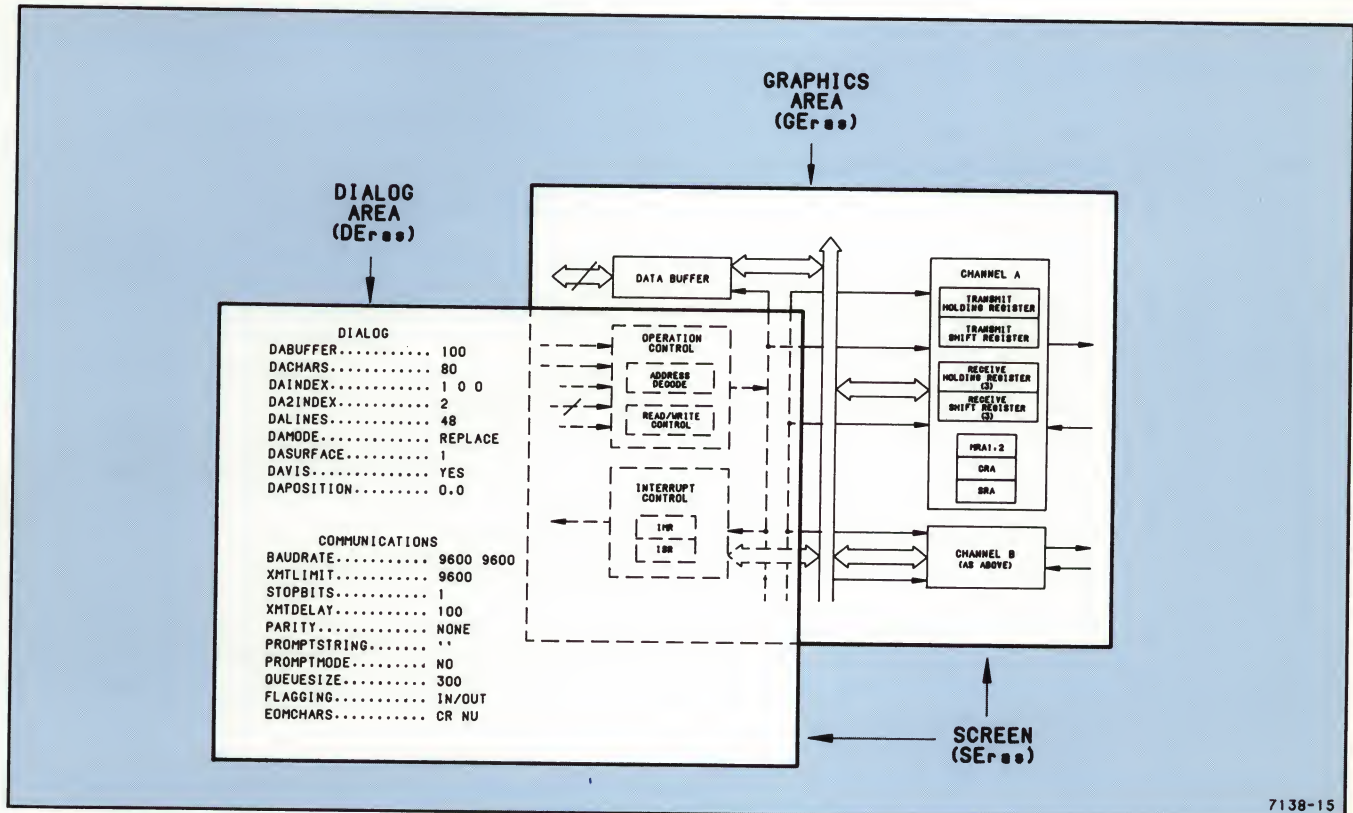 GRAPHICS
AREA
(GEras)
DIALOG
AREA
(DEras)
DIALOG
DABUFFER........... 100
DACHARS............ 80
DAINDEX............ 1 0 0
DA2INDEX........... 2
DALINES............ 48
DAMODE............. REPLACE
DASURFACE.......... 1
DAVIS.............. YES
DAPOSITION......... 0.0
COMMUNICATIONS
BAUDRATE........... 9600 9600
XMTLIMIT........... 9600
STOPBITS........... 1
XMTDELAY........... 100
PARITY............. NONE
PROMPTSTRING....... ''
PROMPTMODE......... NO
QUEUESIZE.......... 300
FLAGGING........... IN/OUT
EOMCHARS........... CR NU
DATA BUFFER
OPERATION
CONTROL
ADDRESS
DECODE
READ/WRITE
CONTROL
INTERRUPT
CONTROL
IMR
ISR
CHANNEL A
TRANSMIT
HOLDING REGISTER
TRANSMIT
SHIFT REGISTER
RECEIVE
HOLDING REGISTER
(3)
RECEIVE
SHIFT REGISTER
(3)
MRA1,2
CRA
SRA
CHANNEL B
(AS ABOVE)
SCREEN
(SEras)
7138-15